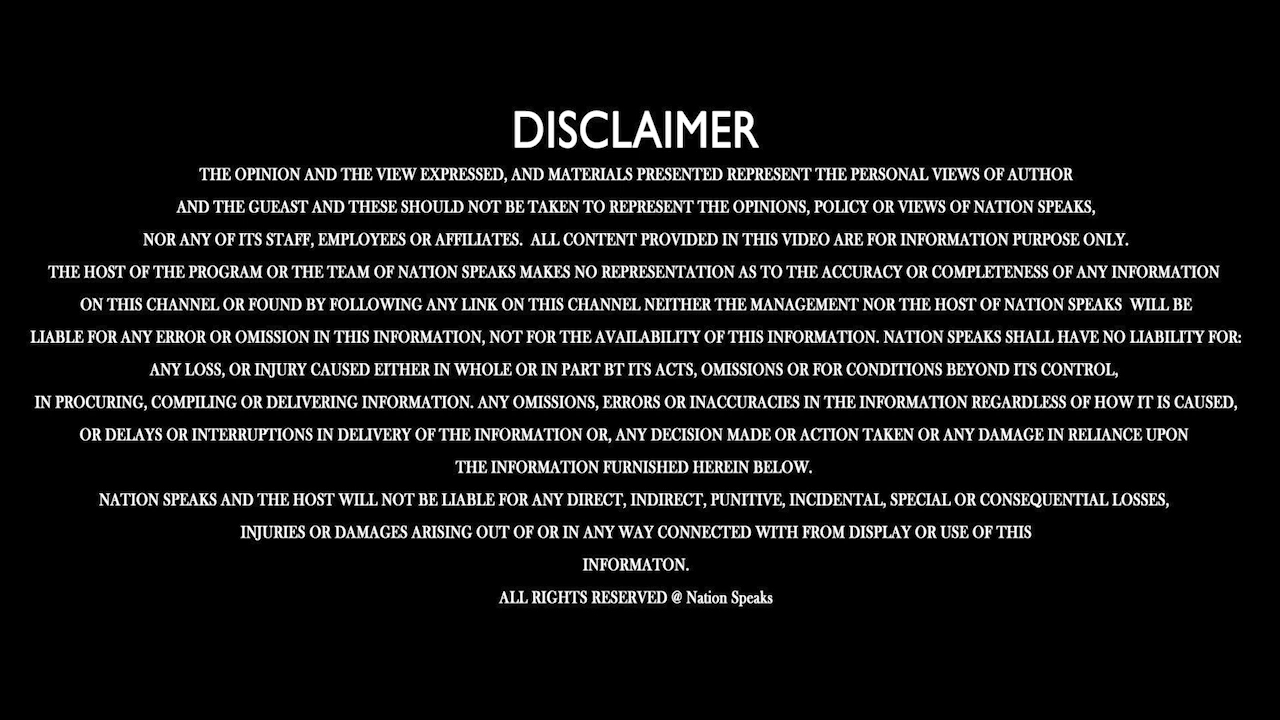 DISCLAIMER
THE OPINION AND THE VIEW EXPRESSED, AND MATERIALS PRESENTED REPRESENT THE PERSONAL VIEWS OF AUTHOR
AND THE GUEAST AND THESE SHOULD NOT BE TAKEN TO REPRESENT THE OPINIONS, POLICY OR VIEWS OF NATION SPEAKS,
NOR ANY OF ITS STAFF, EMPLOYEES OR AFFILIATES.  ALL CONTENT PROVIDED IN THIS VIDEO ARE FOR INFORMATION PURPOSE ONLY.
THE HOST OF THE PROGRAM OR THE TEAM OF NATION SPEAKS MAKES NO REPRESENTATION AS TO THE ACCURACY OR COMPLETENESS OF ANY INFORMATION
ON THIS CHANNEL OR FOUND BY FOLLOWING ANY LINK ON THIS CHANNEL NEITHER THE MANAGEMENT NOR THE HOST OF NATION SPEAKS  WILL BE
LIABLE FOR ANY ERROR OR OMISSION IN THIS INFORMATION, NOT FOR THE AVAILABILITY OF THIS INFORMATION. NATION SPEAKS SHALL HAVE NO LIABILITY FOR:
ANY LOSS, OR INJURY CAUSED EITHER IN WHOLE OR IN PART BT ITS ACTS, OMISSIONS OR FOR CONDITIONS BEYOND ITS CONTROL,
IN PROCURING, COMPILING OR DELIVERING INFORMATION. ANY OMISSIONS, ERRORS OR INACCURACIES IN THE INFORMATION REGARDLESS OF HOW IT IS CAUSED,
OR DELAYS OR INTERRUPTIONS IN DELIVERY OF THE INFORMATION OR, ANY DECISION MADE OR ACTION TAKEN OR ANY DAMAGE IN RELIANCE UPON
THE INFORMATION FURNISHED HEREIN BELOW.
NATION SPEAKS AND THE HOST WILL NOT BE LIABLE FOR ANY DIRECT, INDIRECT, PUNITIVE, INCIDENTAL, SPECIAL OR CONSEQUENTIAL LOSSES,
INJURIES OR DAMAGES ARISING OUT OF OR IN ANY WAY CONNECTED WITH FROM DISPLAY OR USE OF THIS
INFORMATON.
ALL RIGHTS RESERVED @ Nation Speaks